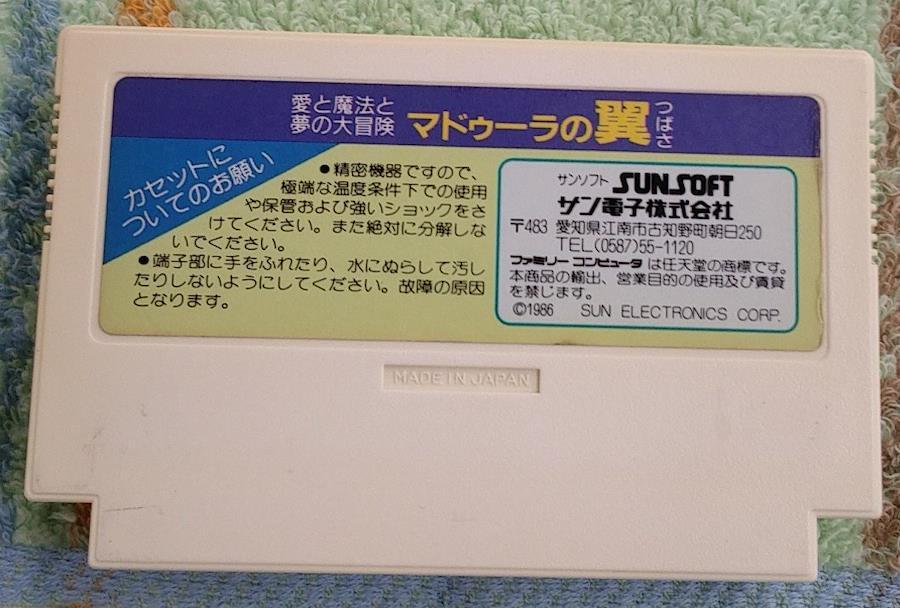 愛と魔法と
夢の大冒険
マドゥーラの翼
つばさ
カセットに
ついてのお願い
●精密機器ですので、
極端な温度条件下での使用
や保管および強いショックをさ
けてください。また絶対に分解しな
いでください。
●端子部に手をふれたり、水にぬらして汚し
たりしないようにしてください。故障の原因
となります。
サンソフト SUNSOFT
サン電子株式会社
〒483 愛知県江南市古知野町朝日250
TEL(0587)55-1120
ファミリー コンピュータ は任天堂の商標です。
本商品の輸出、営業目的の使用及び賃貸
を禁じます。
©1986 SUN ELECTRONICS CORP.
MADE IN JAPAN